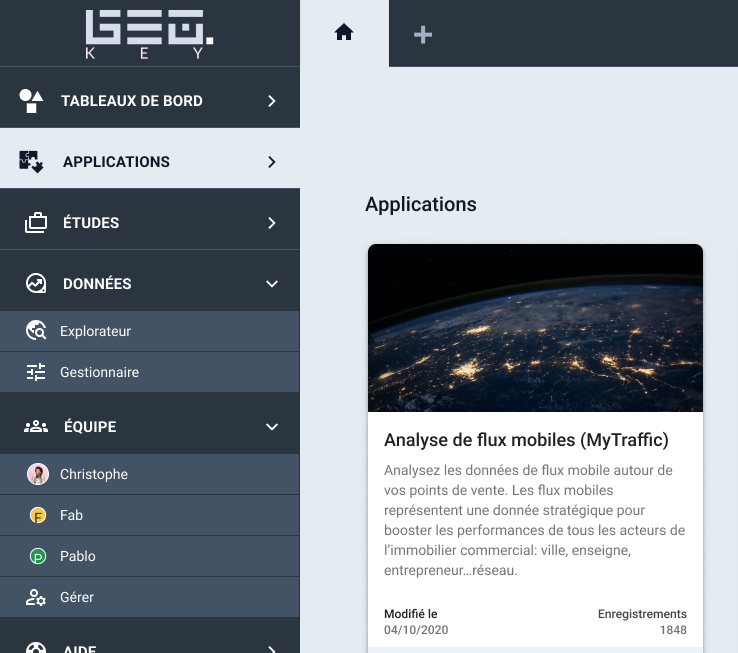 GEO.
KEY
TABLEAUX DE BORD
APPLICATIONS
ÉTUDES
DONNÉES
Explorateur
Gestionnaire
ÉQUIPE
Christophe
F
Fab
P
Pablo
Gérer
AIDE
Applications
Analyse de flux mobiles (MyTraffic)
Analysez les données de flux mobile autour de
vos points de vente. Les flux mobiles
représentent une donnée stratégique pour
booster les performances de tous les acteurs de
l’immobilier commercial: ville, enseigne,
entrepreneur...réseau.
Modifié le
Enregistrements
04/10/2020
1848